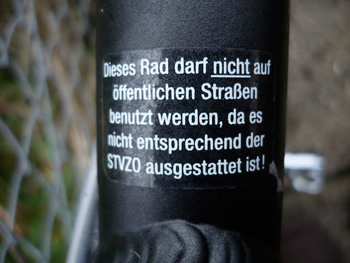 Dieses Rad darf nicht auf
öffentlichen Straßen
benutzt werden, da es
nicht entsprechend der
STVZO ausgestattet ist!